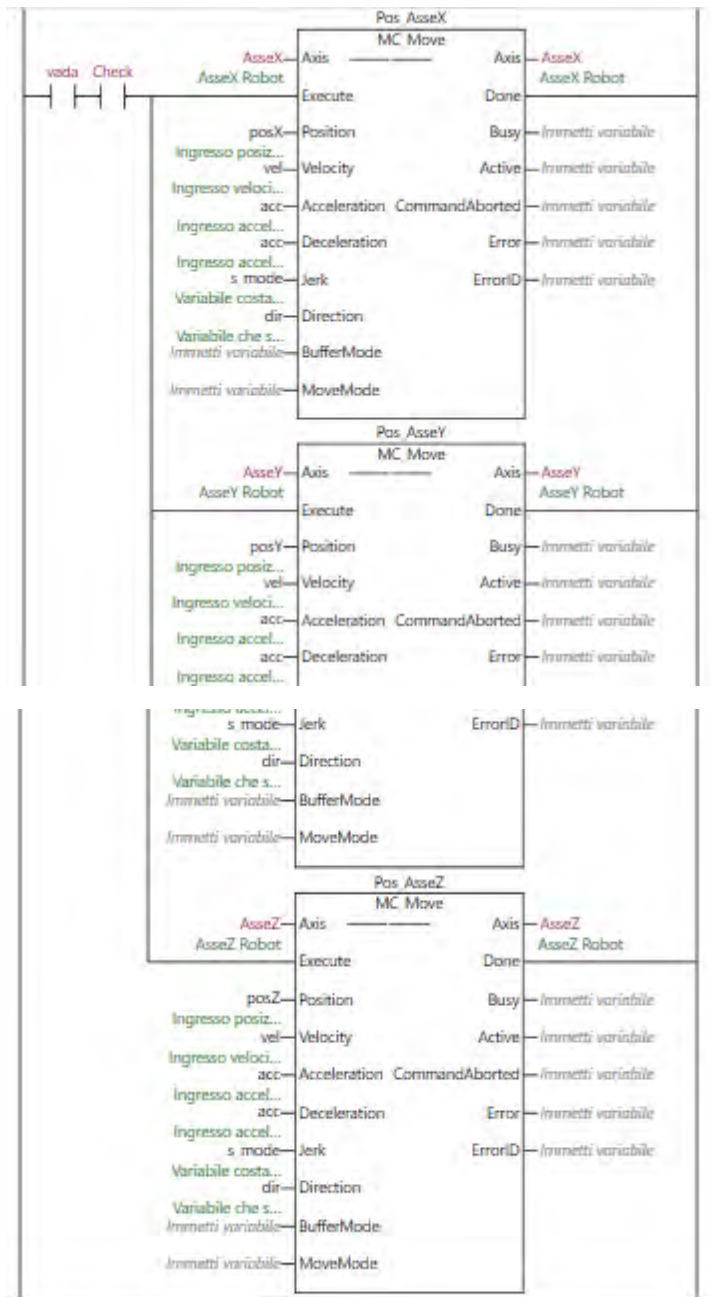 Pos_AsseX
MC_Move
AsseX Axis Axis AsseX
vada Check AsseX Robot AsseX Robot
Execute Done
posX Position Busy Immetti variabile
Ingresso posiz...
vel Velocity Active Immetti variabile
Ingresso veloci...
acc Acceleration CommandAborted Immetti variabile
Ingresso accel...
acc Deceleration Error Immetti variabile
Ingresso accel...
s_mode Jerk ErrorID Immetti variabile
Variabile costa...
dir Direction
Variabile che s...
Immetti variabile BufferMode
Immetti variabile MoveMode
Pos_AsseY
MC_Move
AsseY Axis Axis AsseY
AsseY Robot AsseY Robot
Execute Done
posY Position Busy Immetti variabile
Ingresso posiz...
vel Velocity Active Immetti variabile
Ingresso veloci...
acc Acceleration CommandAborted Immetti variabile
Ingresso accel...
acc Deceleration Error Immetti variabile
Ingresso accel...
Ingresso accel...
s_mode Jerk ErrorID Immetti variabile
Variabile costa...
dir Direction
Variabile che s...
Immetti variabile BufferMode
Immetti variabile MoveMode
Pos_AsseZ
MC_Move
AsseZ Axis Axis AsseZ
AsseZ Robot AsseZ Robot
Execute Done
posZ Position Busy Immetti variabile
Ingresso posiz...
vel Velocity Active Immetti variabile
Ingresso veloci...
acc Acceleration CommandAborted Immetti variabile
Ingresso accel...
acc Deceleration Error Immetti variabile
Ingresso accel...
s_mode Jerk ErrorID Immetti variabile
Variabile costa...
dir Direction
Variabile che s...
Immetti variabile BufferMode
Immetti variabile MoveMode